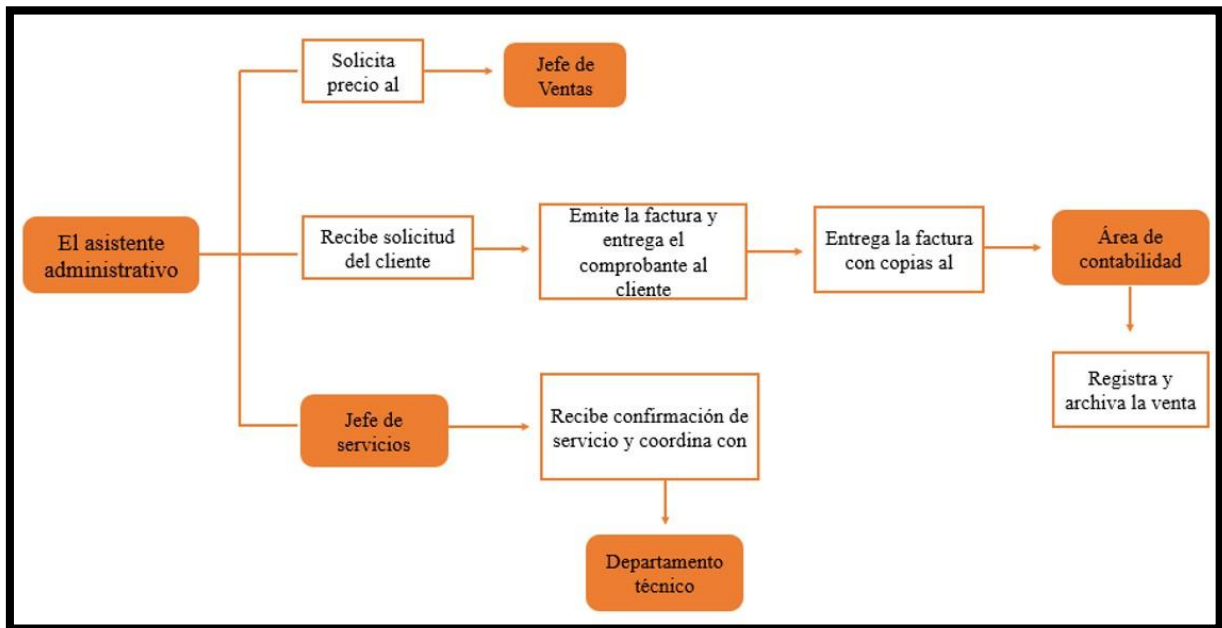 Solicita
precio al
Jefe de
Ventas
El asistente
administrativo
Recibe solicitud
del cliente
Emite la factura y
entrega el
comprobante al
cliente
Entrega la factura
con copias al
Área de
contabilidad
Registra y
archiva la venta
Jefe de
servicios
Recibe confirmación de
servicio y coordina con
Departamento
técnico